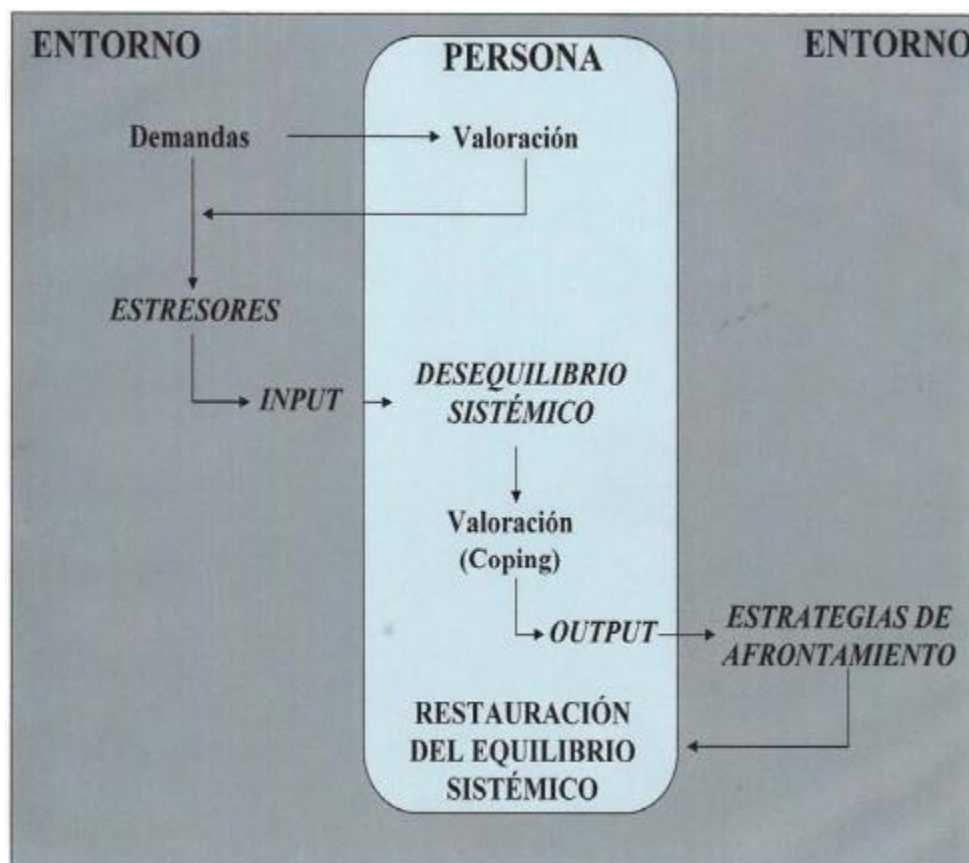 ENTORNO
PERSONA
ENTORNO
Demandas
Valoración
ESTRESORES
INPUT
DESEQUILIBRIO
SISTÉMICO
Valoración
(Coping)
OUTPUT
ESTRATEGIAS DE
AFRONTAMIENTO
RESTAURACIÓN
DEL EQUILIBRIO
SISTÉMICO